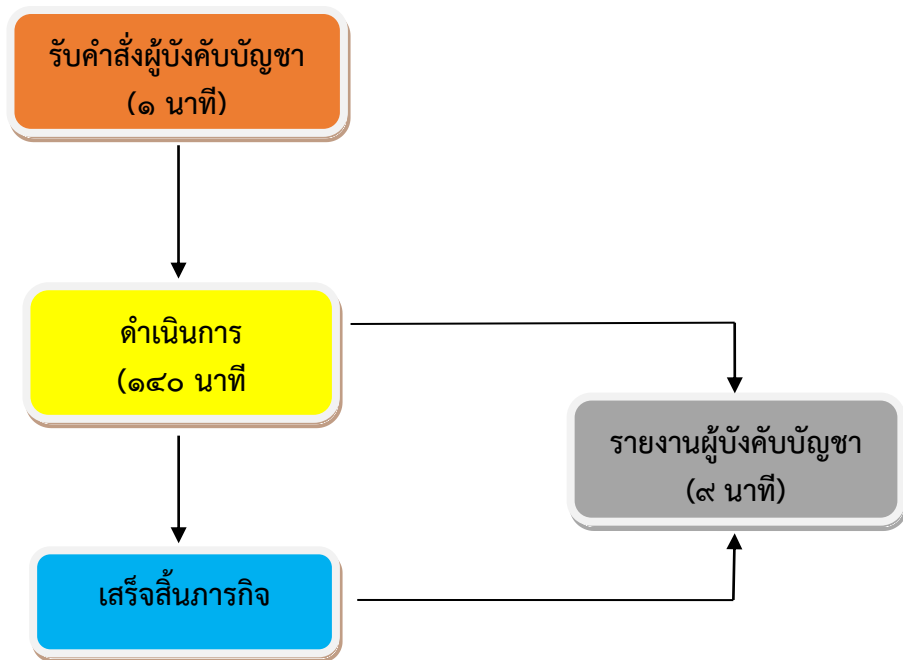 รับคำสั่งผู้บังคับบัญชา
(๑ นาที)
ดำเนินการ
(๑๔๐ นาที
รายงานผู้บังคับบัญชา
(๙ นาที)
เสร็จสิ้นภารกิจ